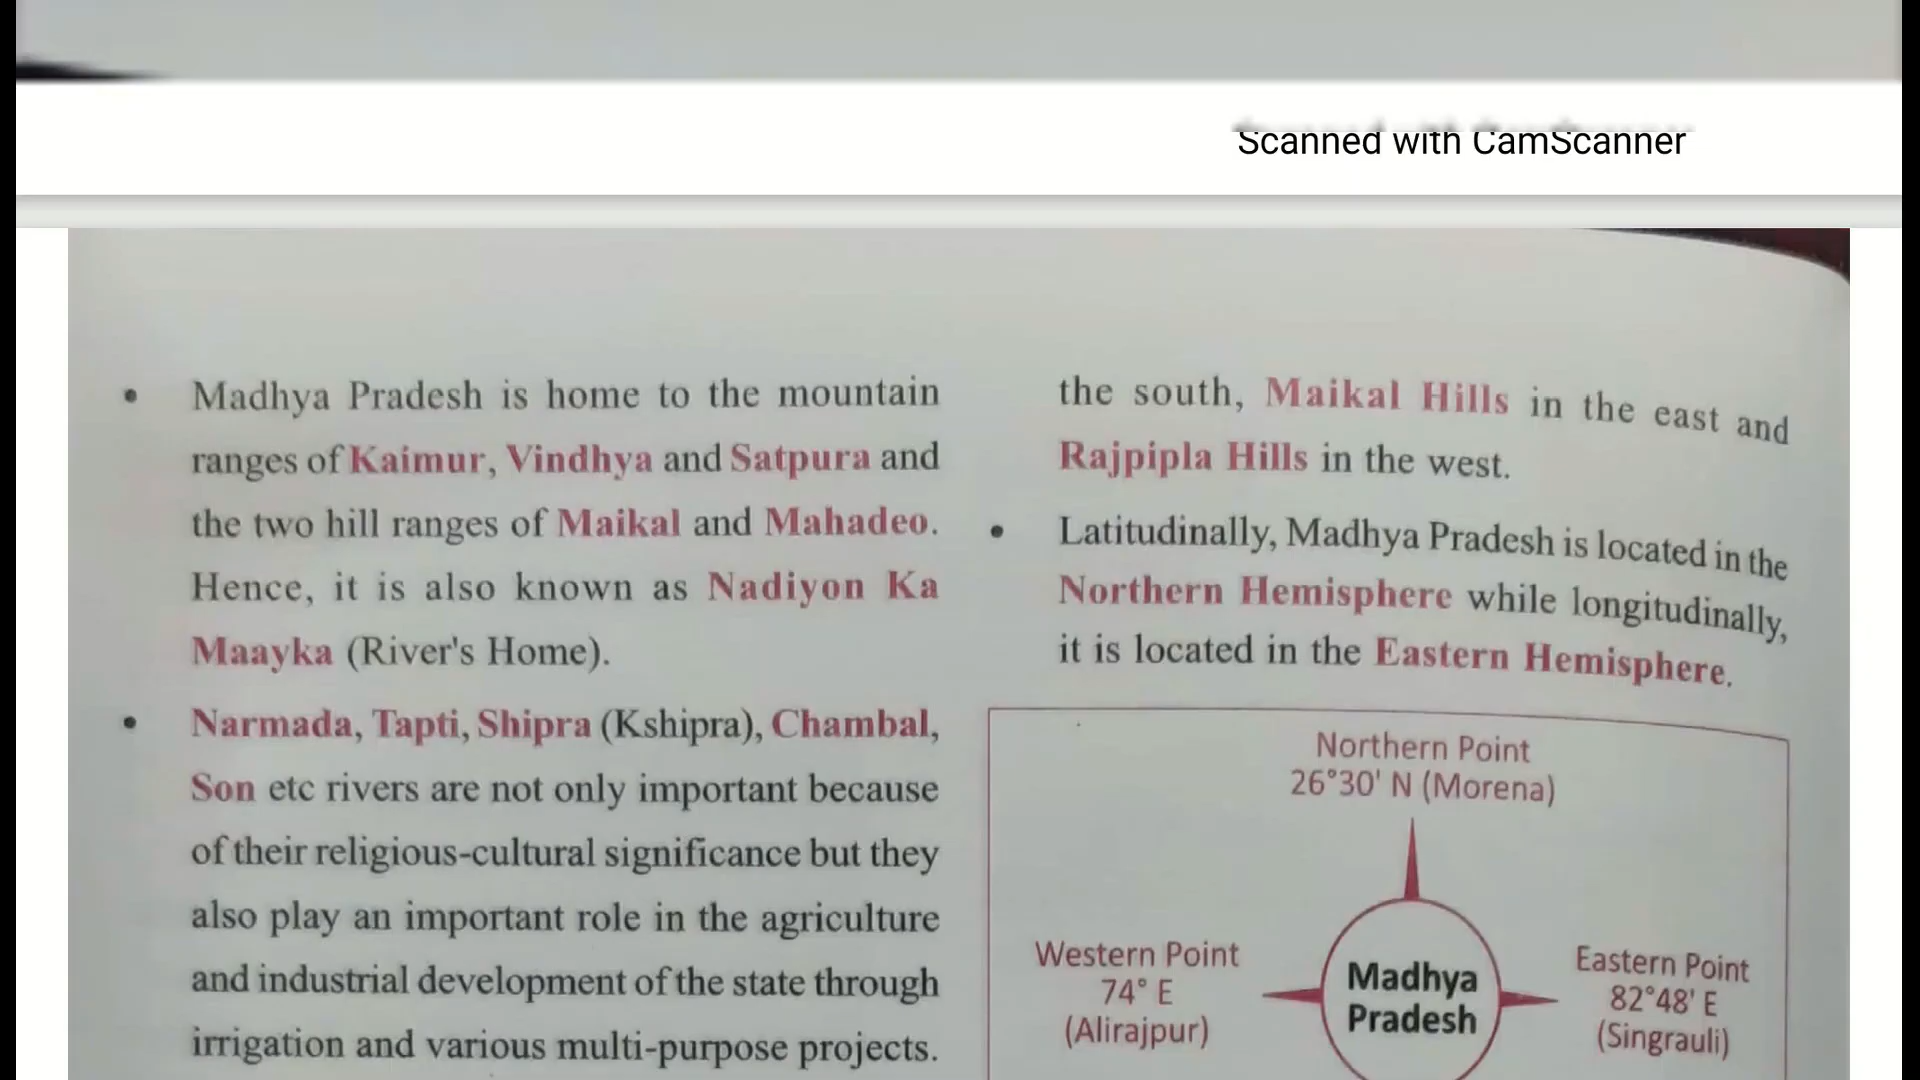 Scanned with CamScanner
• Madhya Pradesh is home to the mountain
ranges of Kaimur, Vindhya and Satpura and
the two hill ranges of Maikal and Mahadeo.
Hence, it is also known as Nadiyon Ka
Maayka (River's Home).
• Narmada, Tapti, Shipra (Kshipra), Chambal,
Son etc rivers are not only important because
of their religious-cultural significance but they
also play an important role in the agriculture
and industrial development of the state through
irrigation and various multi-purpose projects.
the south, Maikal Hills in the east and
Rajpipla Hills in the west.
• Latitudinally, Madhya Pradesh is located in the
Northern Hemisphere while longitudinally,
it is located in the Eastern Hemisphere.
Northern Point
26°30' N (Morena)
Western Point
74° E
(Alirajpur)
Madhya
Pradesh
Eastern Point
82°48' E
(Singrauli)